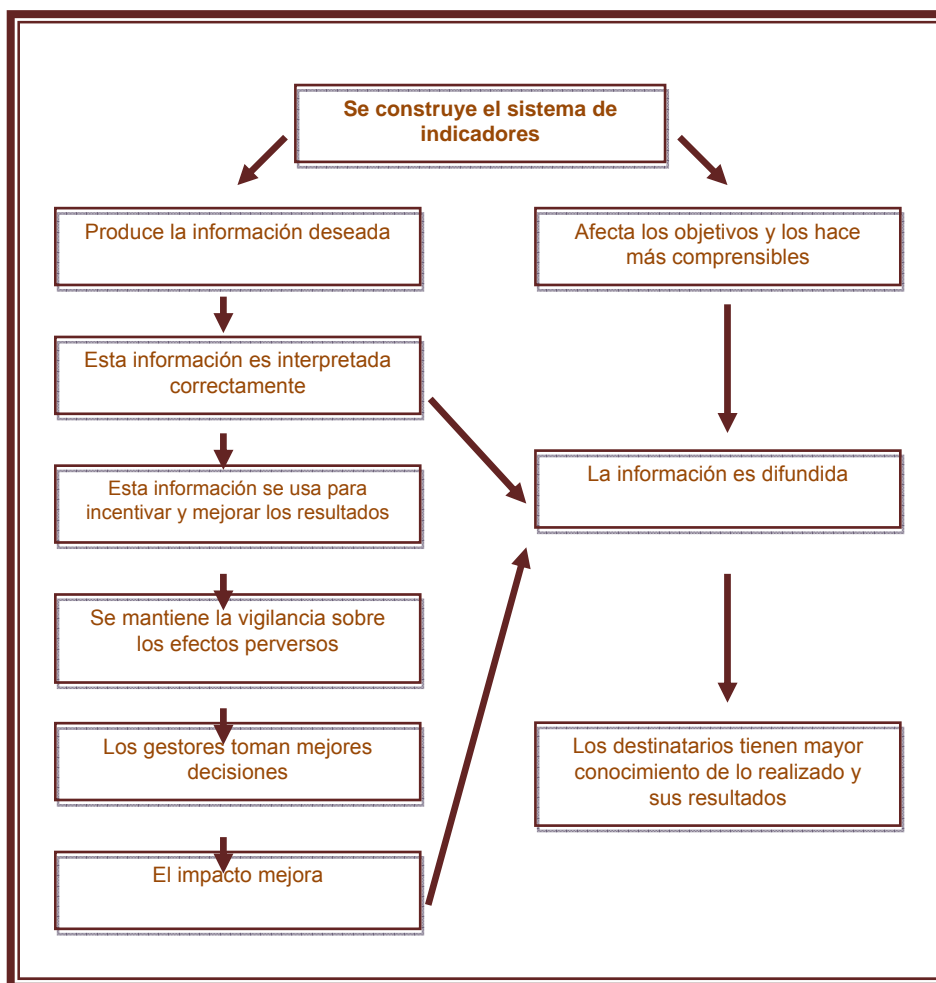 Se construye el sistema de
indicadores
Produce la información deseada
Afecta los objetivos y los hace
más comprensibles
Esta información es interpretada
correctamente
Esta información se usa para
incentivar y mejorar los resultados
La información es difundida
Se mantiene la vigilancia sobre
los efectos perversos
Los gestores toman mejores
decisiones
Los destinatarios tienen mayor
conocimiento de lo realizado y
sus resultados
El impacto mejora